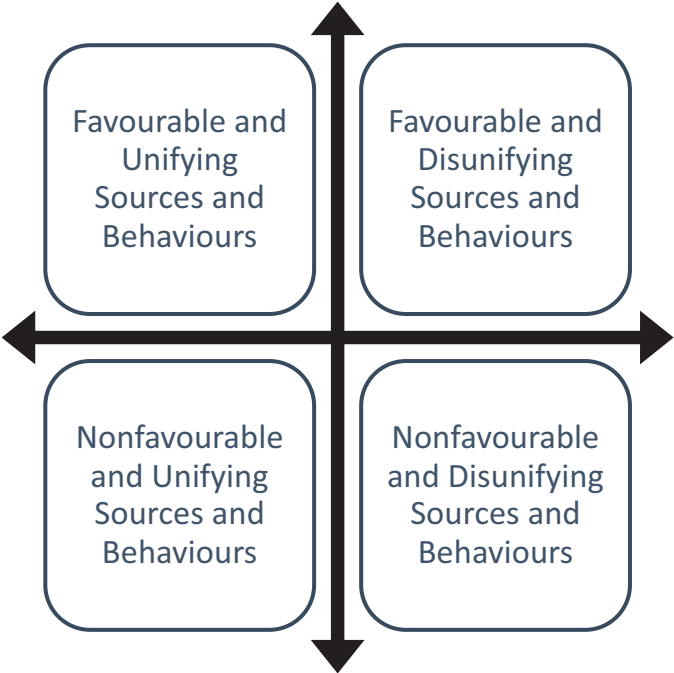 Favourable and
Unifying
Sources and
Behaviours
Favourable and
Disunifying
Sources and
Behaviours
Nonfavourable
and Unifying
Sources and
Behaviours
Nonfavourable
and Disunifying
Sources and
Behaviours